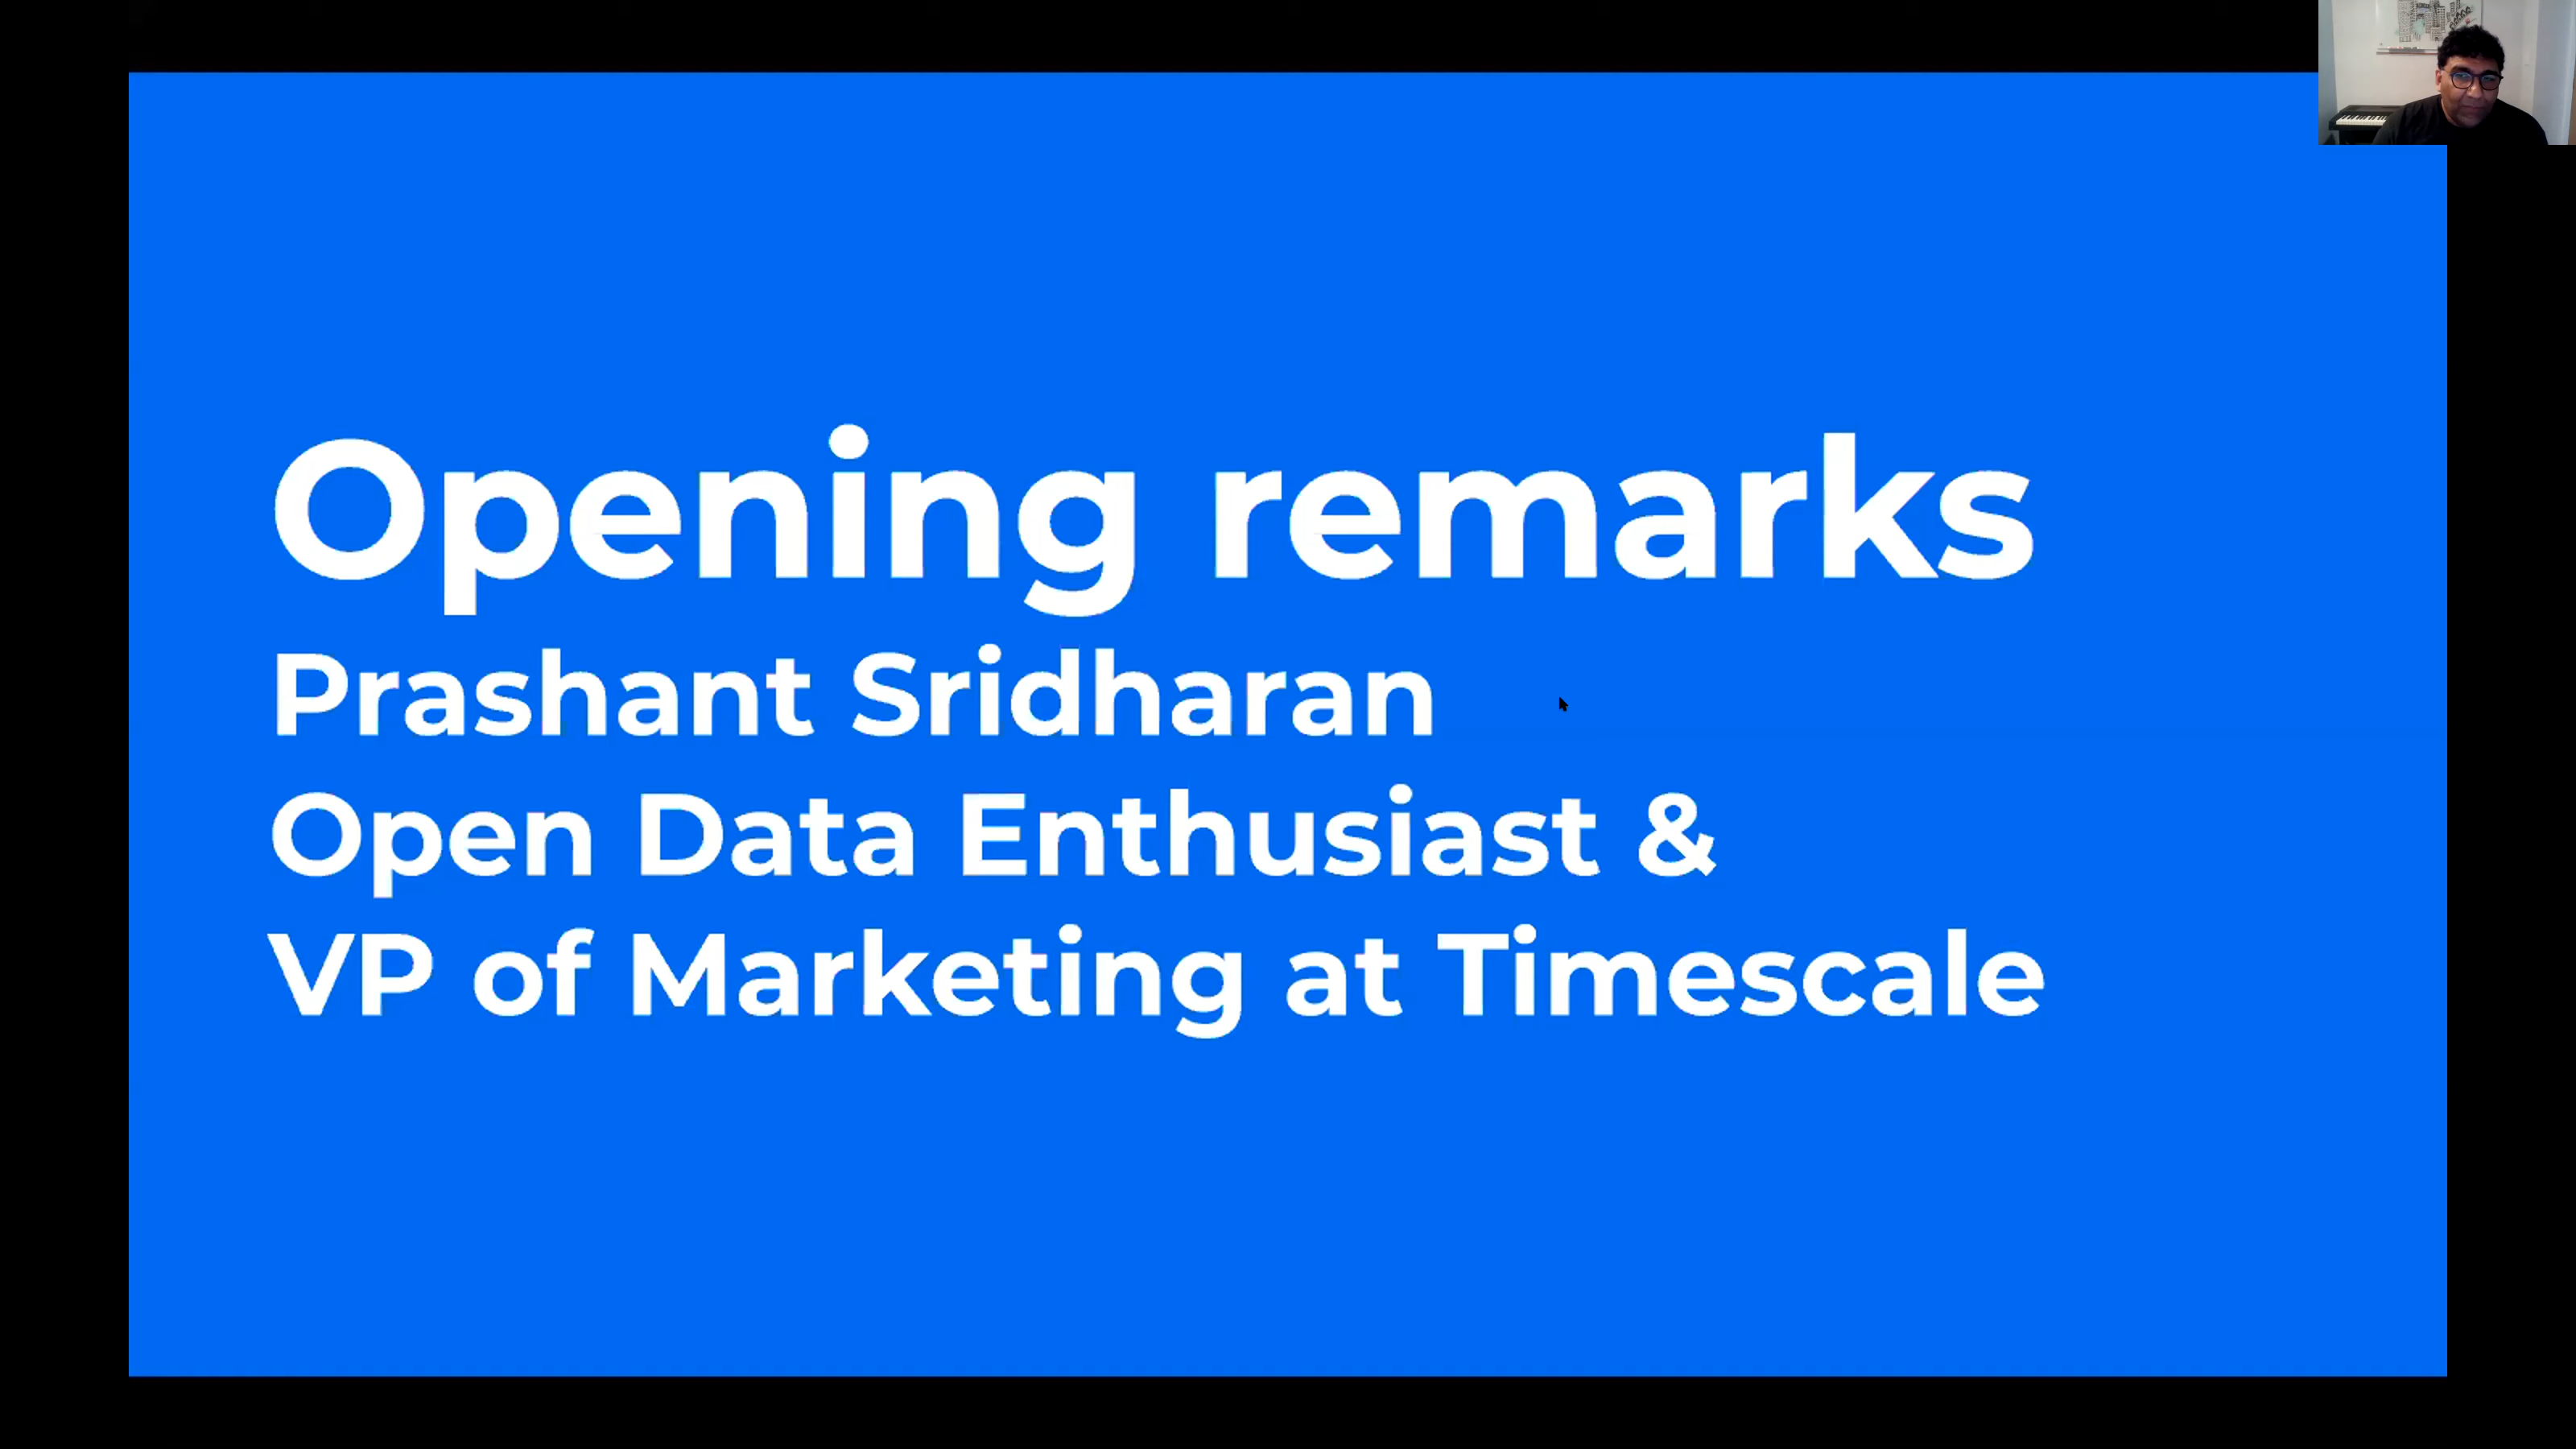 Opening remarks
Prashant Sridharan
Open Data Enthusiast &
VP of Marketing at Timescale